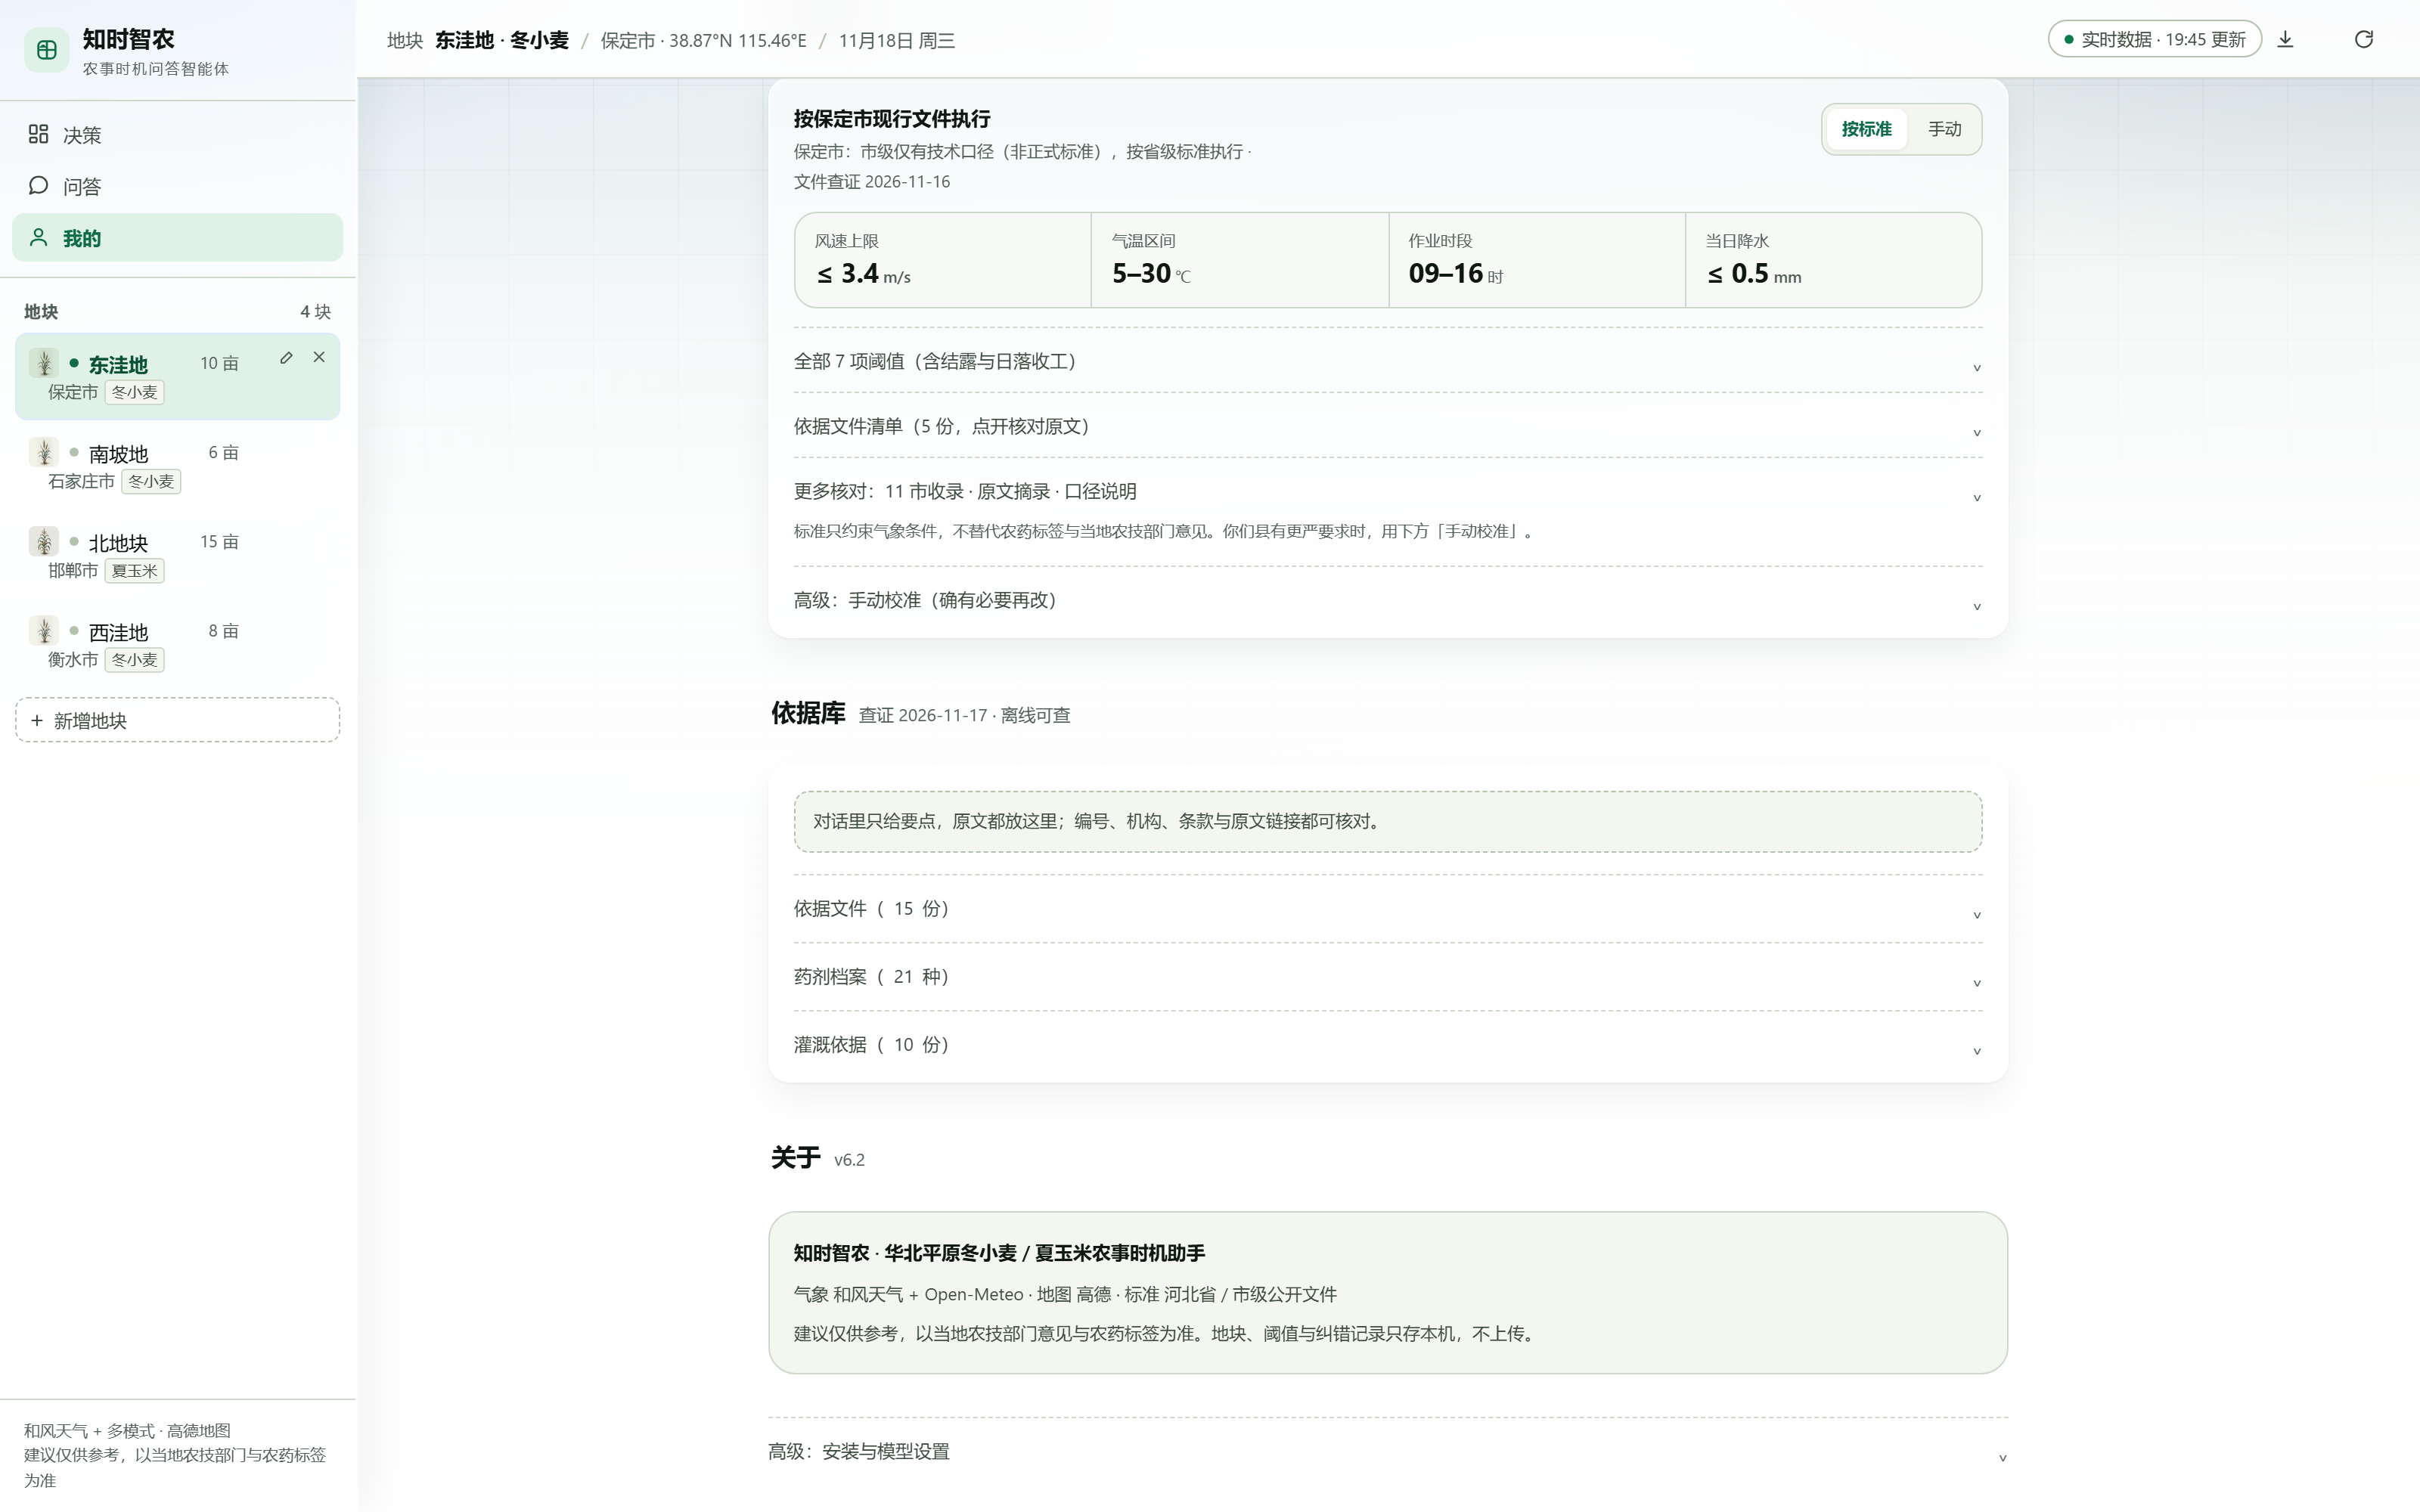 知时智农
农事时机问答智能体
决策
问答
我的
地块 4 块
东洼地 10 亩
保定市 冬小麦
南坡地 6 亩
石家庄市 冬小麦
北地块 15 亩
邯郸市 夏玉米
西洼地 8 亩
衡水市 冬小麦
+ 新增地块
和风天气 + 多模式 · 高德地图
建议仅供参考，以当地农技部门与农药标签
为准
地块 东洼地 · 冬小麦 / 保定市 · 38.87°N 115.46°E / 11月18日 周三
实时数据 · 19:45 更新
按保定市现行文件执行
保定市：市级仅有技术口径（非正式标准），按省级标准执行 ·
文件查证 2026-11-16
按标准 手动
风速上限 气温区间 作业时段 当日降水
≤ 3.4 m/s 5–30 ℃ 09–16 时 ≤ 0.5 mm
全部 7 项阈值（含结露与日落收工）
依据文件清单（5 份，点开核对原文）
更多核对：11 市收录 · 原文摘录 · 口径说明
标准只约束气象条件，不替代农药标签与当地农技部门意见。你们县有更严要求时，用下方「手动校准」。
高级：手动校准（确有必要再改）
依据库 查证 2026-11-17 · 离线可查
对话里只给要点，原文都放这里；编号、机构、条款与原文链接都可核对。
依据文件（ 15 份）
药剂档案（ 21 种）
灌溉依据（ 10 份）
关于 v6.2
知时智农 · 华北平原冬小麦 / 夏玉米农事时机助手
气象 和风天气 + Open-Meteo · 地图 高德 · 标准 河北省 / 市级公开文件
建议仅供参考，以当地农技部门意见与农药标签为准。地块、阈值与纠错记录只存本机，不上传。
高级：安装与模型设置